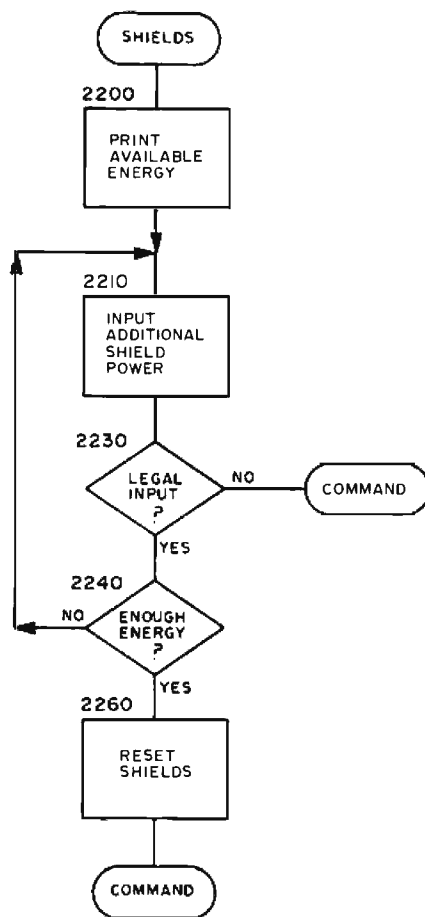 SHIELDS
2200
PRINT
AVAILABLE
ENERGY
2210
INPUT
ADDITIONAL
SHIELD
POWER
2230
LEGAL
INPUT
?
NO
COMMAND
YES
2240
NO
ENOUGH
ENERGY
?
YES
2260
RESET
SHIELDS
COMMAND